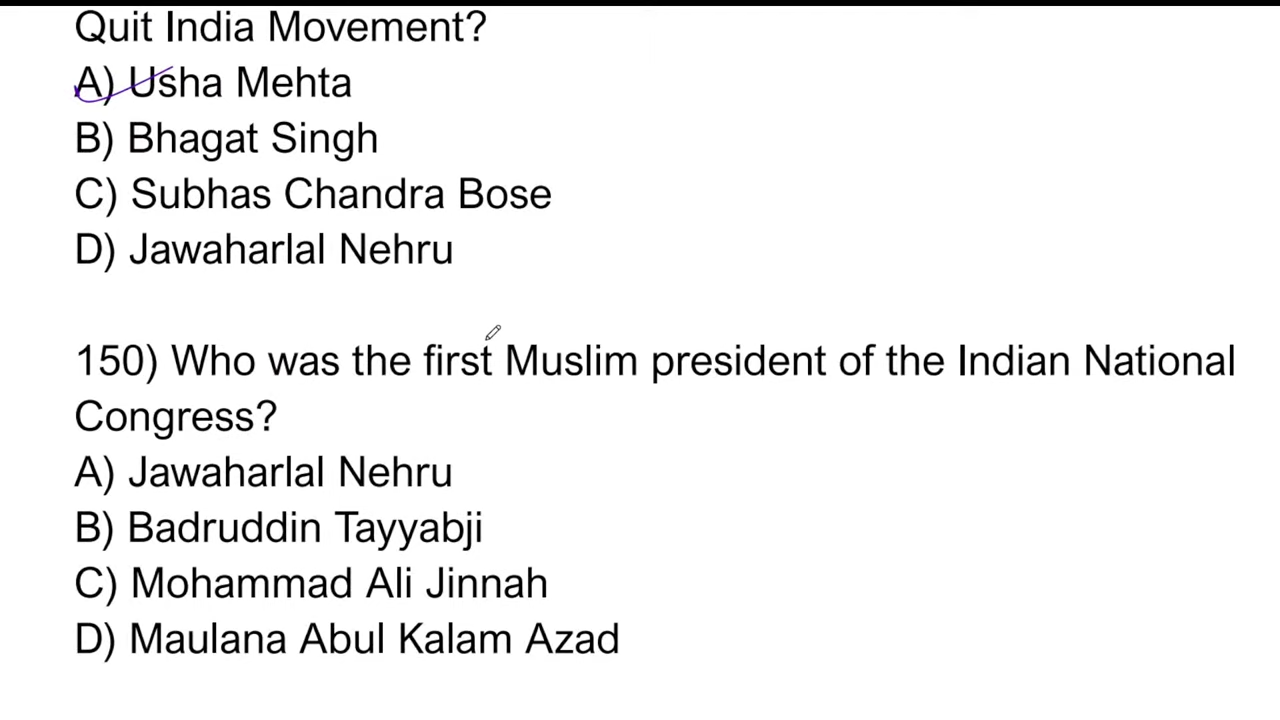 Quit India Movement?
A) Usha Mehta
B) Bhagat Singh
C) Subhas Chandra Bose
D) Jawaharlal Nehru
150) Who was the first Muslim president of the Indian National
Congress?
A) Jawaharlal Nehru
B) Badruddin Tayyabji
C) Mohammad Ali Jinnah
D) Maulana Abul Kalam Azad